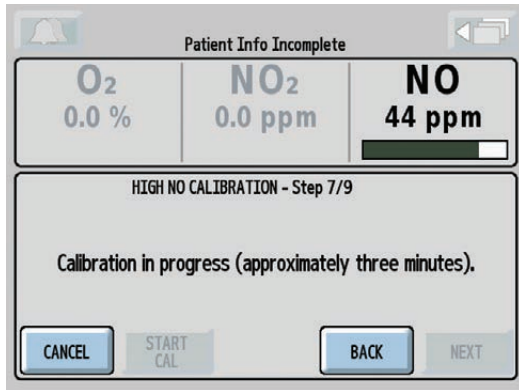 Patient Info Incomplete
O₂ NO₂ NO
0.0 % 0.0 ppm 44 ppm
HIGH NO CALIBRATION - Step 7/9
Calibration in progress (approximately three minutes).
CANCEL START CAL BACK NEXT